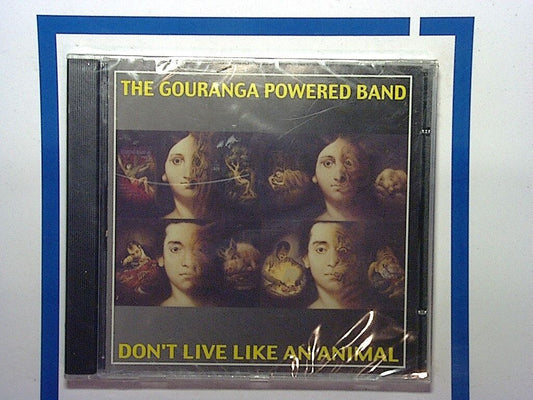 THE GOURANGA POWERED BAND
DON'T LIVE LIKE AN ANIMAL